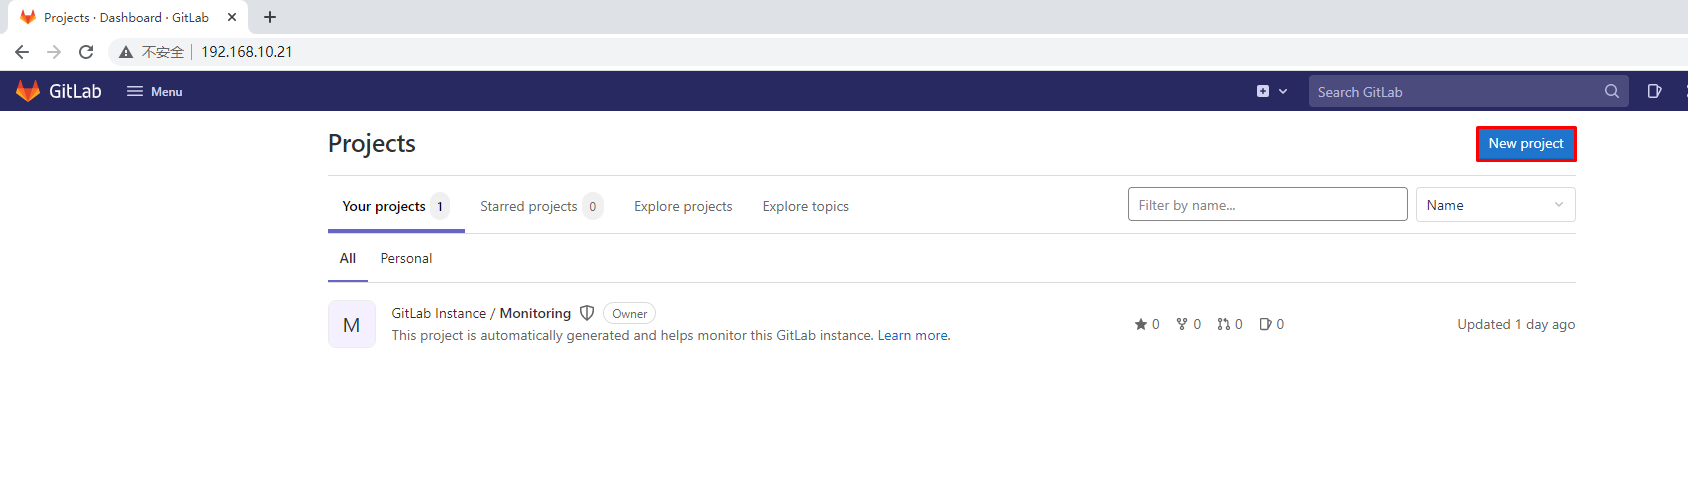 Projects · Dashboard · GitLab
不安全 192.168.10.21
GitLab Menu Search GitLab
Projects New project
Your projects 1 Starred projects 0 Explore projects Explore topics Filter by name... Name
All Personal
M GitLab Instance / Monitoring Owner
This project is automatically generated and helps monitor this GitLab instance. Learn more. 0 0 0 0 Updated 1 day ago